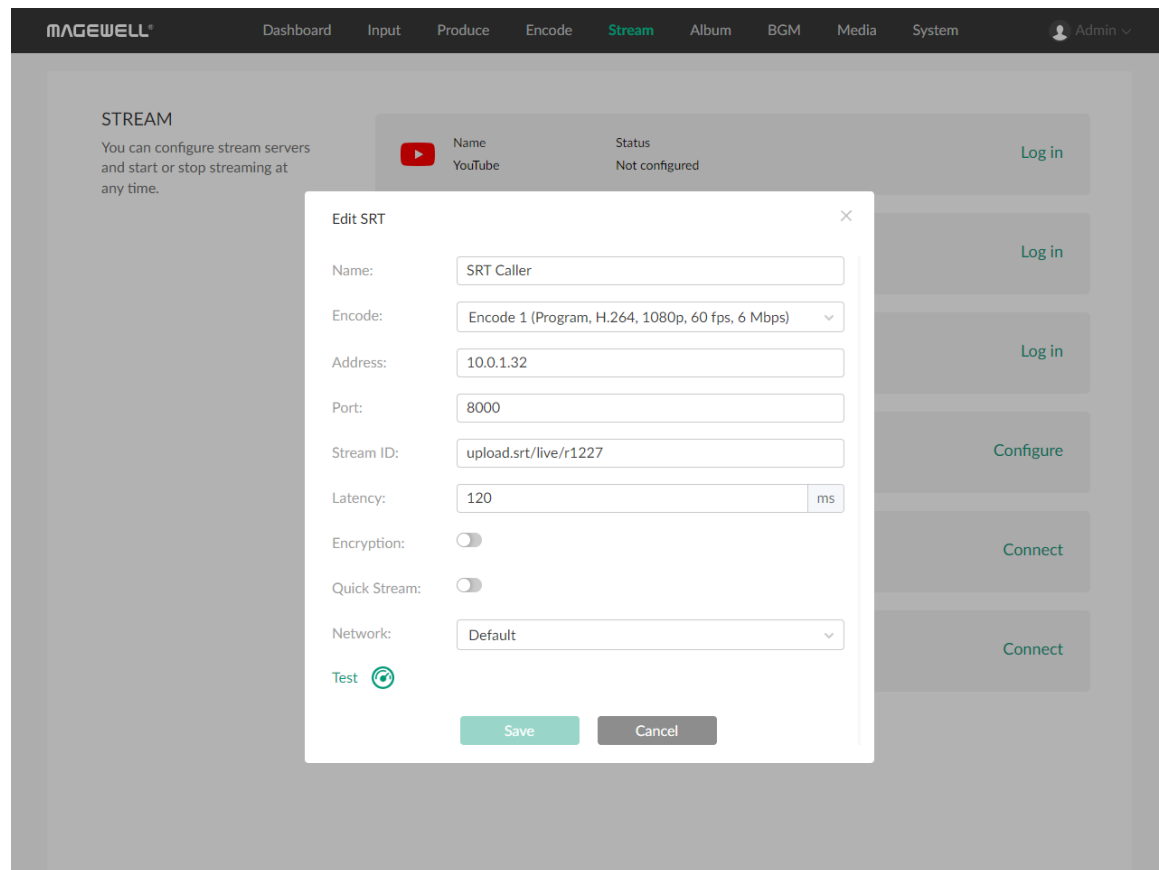 MAGEWELL® Dashboard Input Produce Encode Stream Album BGM Media System Admin
STREAM
You can configure stream servers
and start or stop streaming at
any time.
Name Status
YouTube Not configured
Log in
Log in
Log in
Configure
Connect
Connect
Edit SRT
Name: SRT Caller
Encode: Encode 1 (Program, H.264, 1080p, 60 fps, 6 Mbps)
Address: 10.0.1.32
Port: 8000
Stream ID: upload.srt/live/r1227
Latency: 120 ms
Encryption:
Quick Stream:
Network: Default
Test
Save Cancel